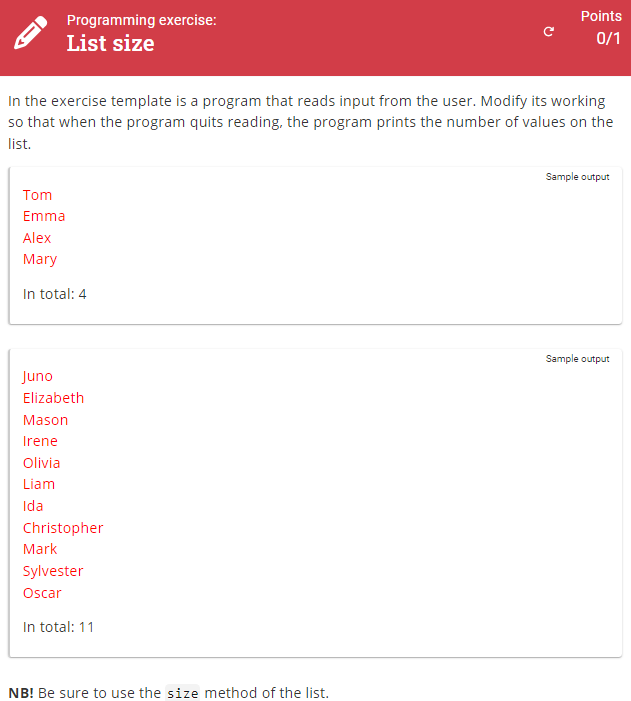 Programming exercise:
List size
Points
0/1
In the exercise template is a program that reads input from the user. Modify its working
so that when the program quits reading, the program prints the number of values on the
list.
Sample output
Tom
Emma
Alex
Mary
In total: 4
Sample output
Juno
Elizabeth
Mason
Irene
Olivia
Liam
Ida
Christopher
Mark
Sylvester
Oscar
In total: 11
NB! Be sure to use the size method of the list.